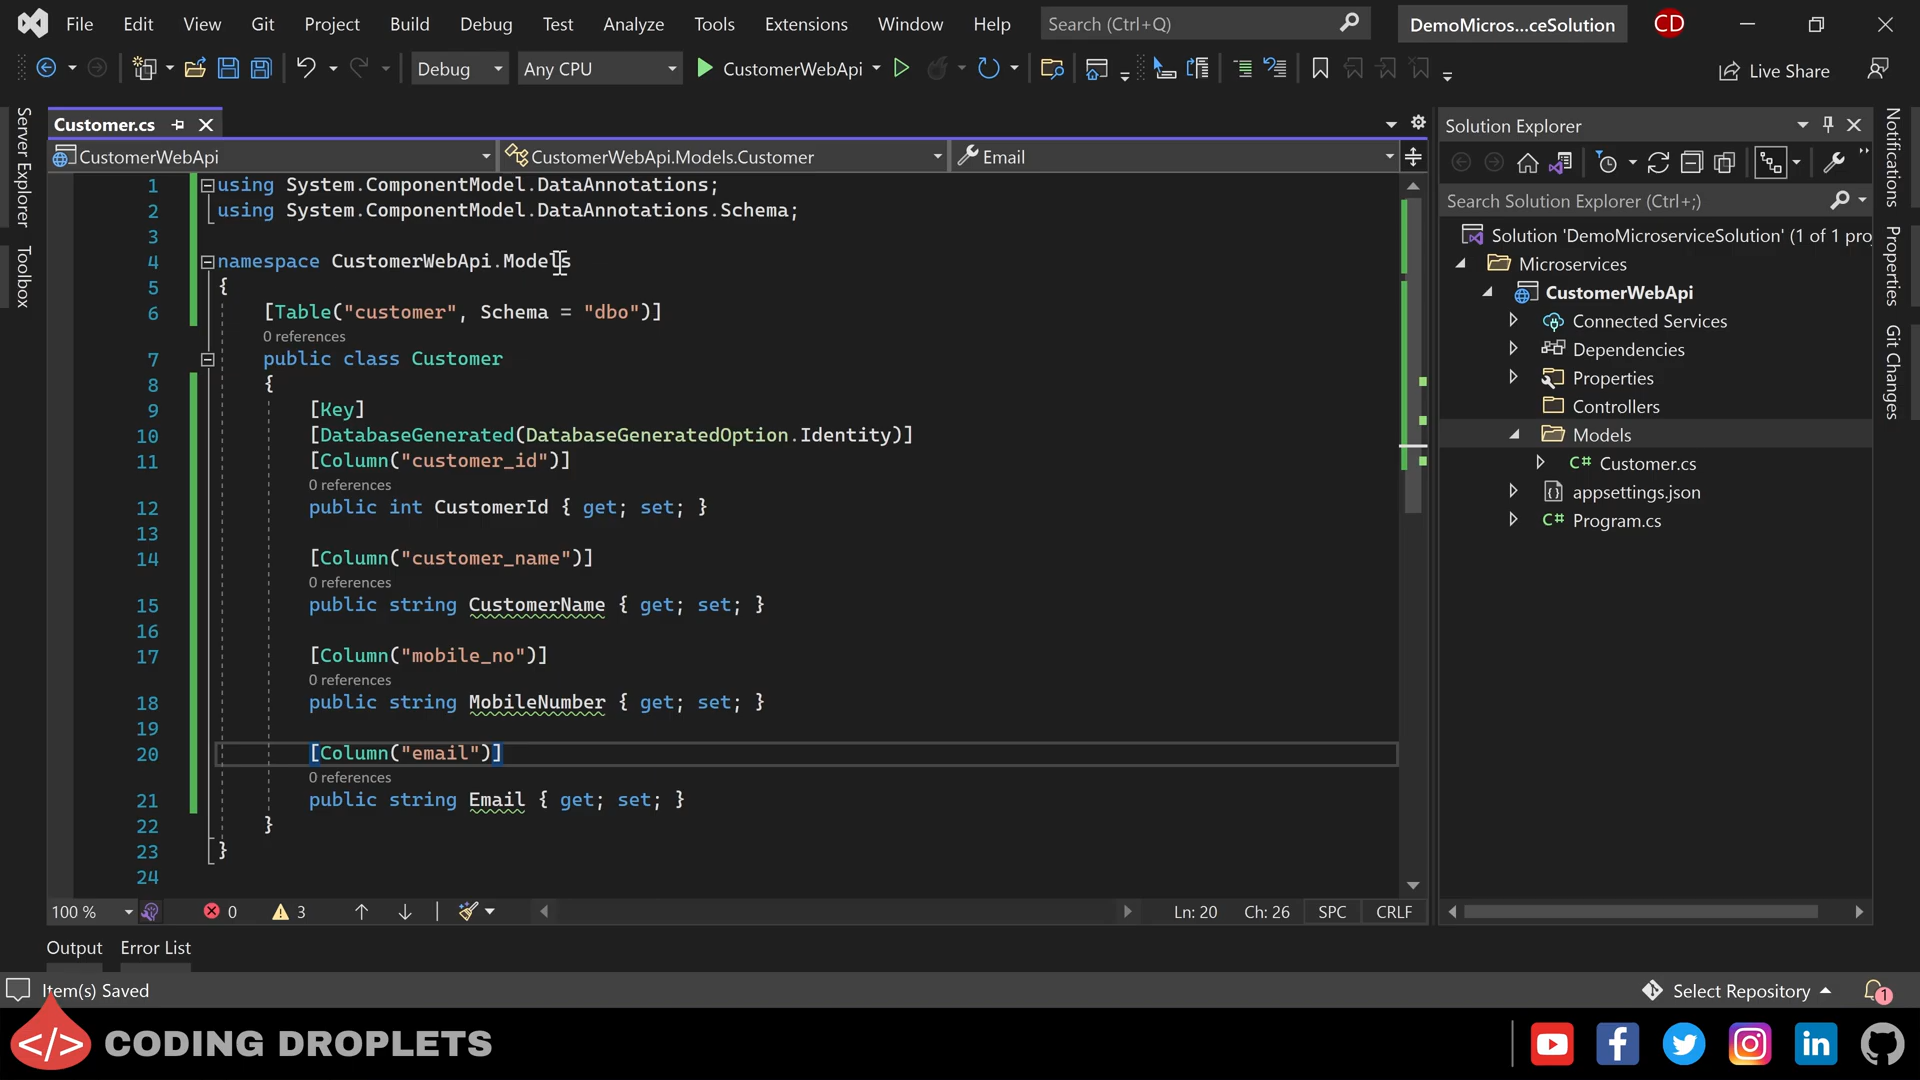 File Edit View Git Project Build Debug Test Analyze Tools Extensions Window Help Search (Ctrl+Q) DemoMicros...ceSolution CD
Debug Any CPU CustomerWebApi Live Share
Server Explorer
Toolbox
Customer.cs
CustomerWebApi CustomerWebApi.Models.Customer Email
1 using System.ComponentModel.DataAnnotations;
2 using System.ComponentModel.DataAnnotations.Schema;
3
4 namespace CustomerWebApi.Models
5 {
6 [Table("customer", Schema = "dbo")]
0 references
7 public class Customer
8 {
9 [Key]
10 [DatabaseGenerated(DatabaseGeneratedOption.Identity)]
11 [Column("customer_id")]
0 references
12 public int CustomerId { get; set; }
13
14 [Column("customer_name")]
0 references
15 public string CustomerName { get; set; }
16
17 [Column("mobile_no")]
0 references
18 public string MobileNumber { get; set; }
19
20 [Column("email")]
0 references
21 public string Email { get; set; }
22 }
23 }
24
100 % 0 3 Ln: 20 Ch: 26 SPC CRLF
Solution Explorer
Search Solution Explorer (Ctrl+;)
Solution 'DemoMicroserviceSolution' (1 of 1 proj
Microservices
CustomerWebApi
Connected Services
Dependencies
Properties
Controllers
Models
C# Customer.cs
appsettings.json
C# Program.cs
Notifications
Properties
Git Changes
Output Error List
Item(s) Saved Select Repository 1
</> CODING DROPLETS